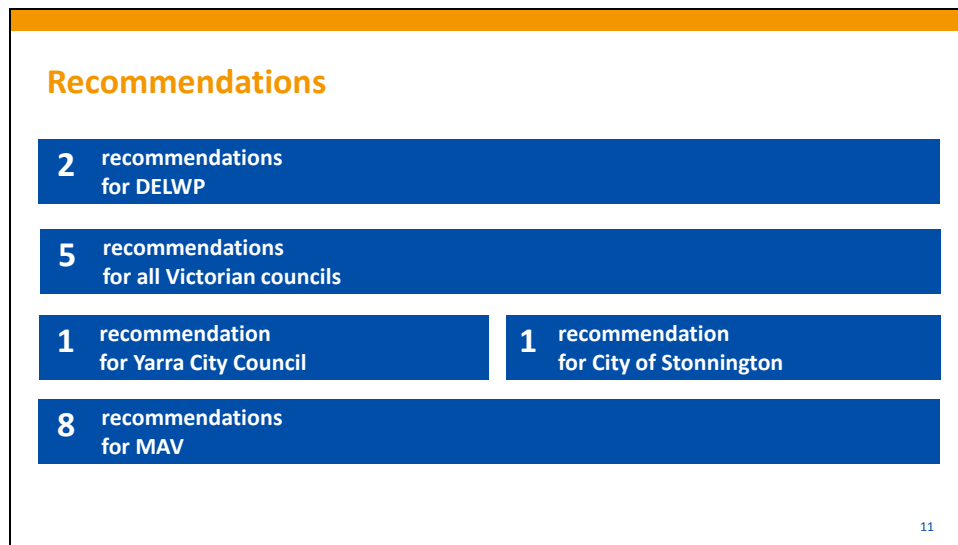 Recommendations
2 recommendations
for DELWP
5 recommendations
for all Victorian councils
1 recommendation
for Yarra City Council
1 recommendation
for City of Stonnington
8 recommendations
for MAV
11